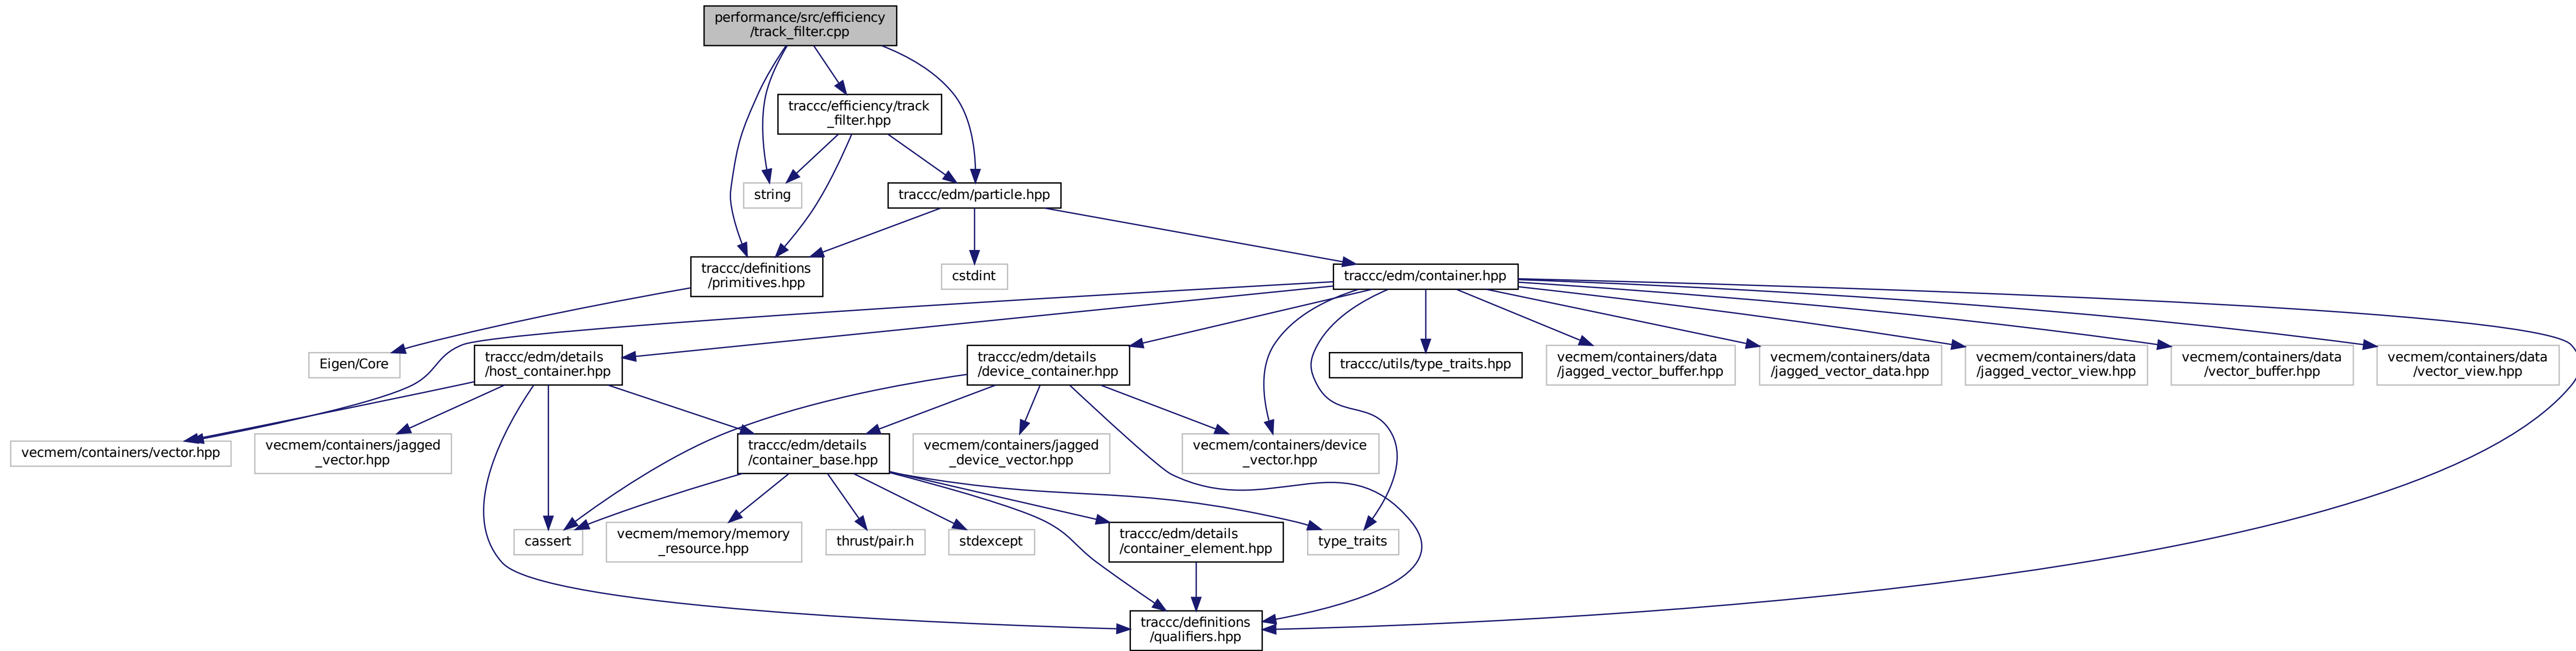 performance/src/efficiency
/track_filter.cpp
traccc/efficiency/track
_filter.hpp
string
traccc/edm/particle.hpp
traccc/definitions
/primitives.hpp
cstdint
traccc/edm/container.hpp
Eigen/Core
traccc/edm/details
/host_container.hpp
traccc/edm/details
/device_container.hpp
traccc/utils/type_traits.hpp
vecmem/containers/data
/jagged_vector_buffer.hpp
vecmem/containers/data
/jagged_vector_data.hpp
vecmem/containers/data
/jagged_vector_view.hpp
vecmem/containers/data
/vector_buffer.hpp
vecmem/containers/data
/vector_view.hpp
vecmem/containers/vector.hpp
vecmem/containers/jagged
_vector.hpp
traccc/edm/details
/container_base.hpp
vecmem/containers/jagged
_device_vector.hpp
vecmem/containers/device
_vector.hpp
cassert
vecmem/memory/memory
_resource.hpp
thrust/pair.h
stdexcept
traccc/edm/details
/container_element.hpp
type_traits
traccc/definitions
/qualifiers.hpp